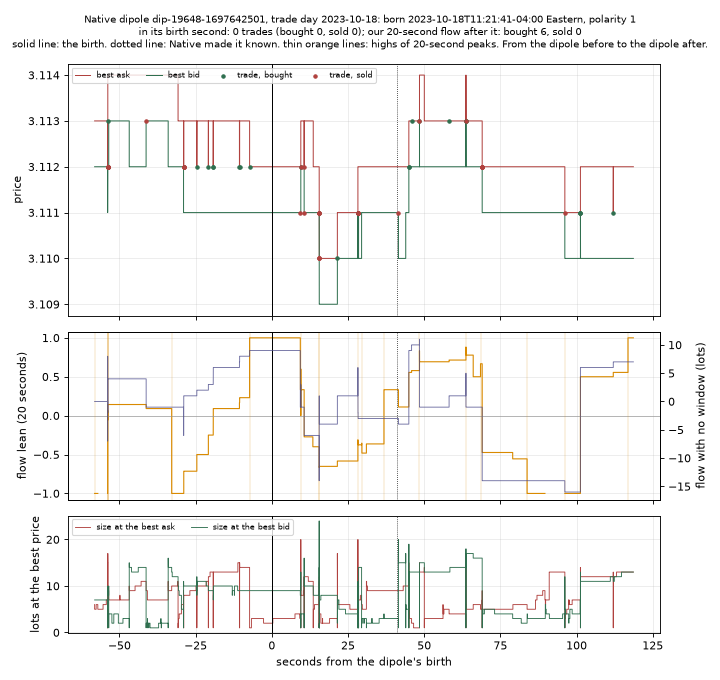 Native dipole dip-19648-1697642501, trade day 2023-10-18: born 2023-10-18T11:21:41-04:00 Eastern, polarity 1
in its birth second: 0 trades (bought 0, sold 0); our 20-second flow after it: bought 6, sold 0
solid line: the birth. dotted line: Native made it known. thin orange lines: highs of 20-second peaks. From the dipole before to the dipole after.
best ask
best bid
trade, bought
trade, sold
3.114
3.113
3.112
3.111
3.110
3.109
price
1.0
0.5
0.0
−0.5
−1.0
flow lean (20 seconds)
10
5
0
−5
−10
−15
flow with no window (lots)
size at the best ask
size at the best bid
20
10
0
lots at the best price
−50
−25
0
25
50
75
100
125
seconds from the dipole's birth